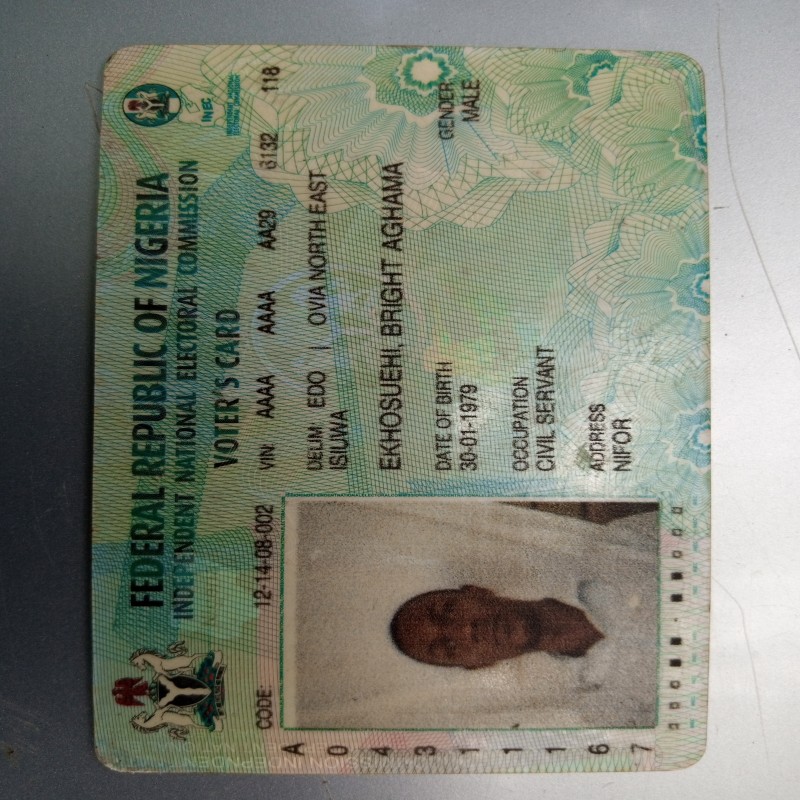 FEDERAL REPUBLIC OF NIGERIA
INDEPENDENT NATIONAL ELECTORAL COMMISSION
VOTER'S CARD
INEC
CODE: 12-14-08-002 VIN AAAA AAAA AA29 6132 118
DELIM EDO | OVIA NORTH EAST
ISIUWA
EKHOSUEHI, BRIGHT AGHAMA
DATE OF BIRTH
30-01-1979
GENDER
MALE
OCCUPATION
CIVIL SERVANT
ADDRESS
NIFOR
A 0 4 3 1 1 1 6 7